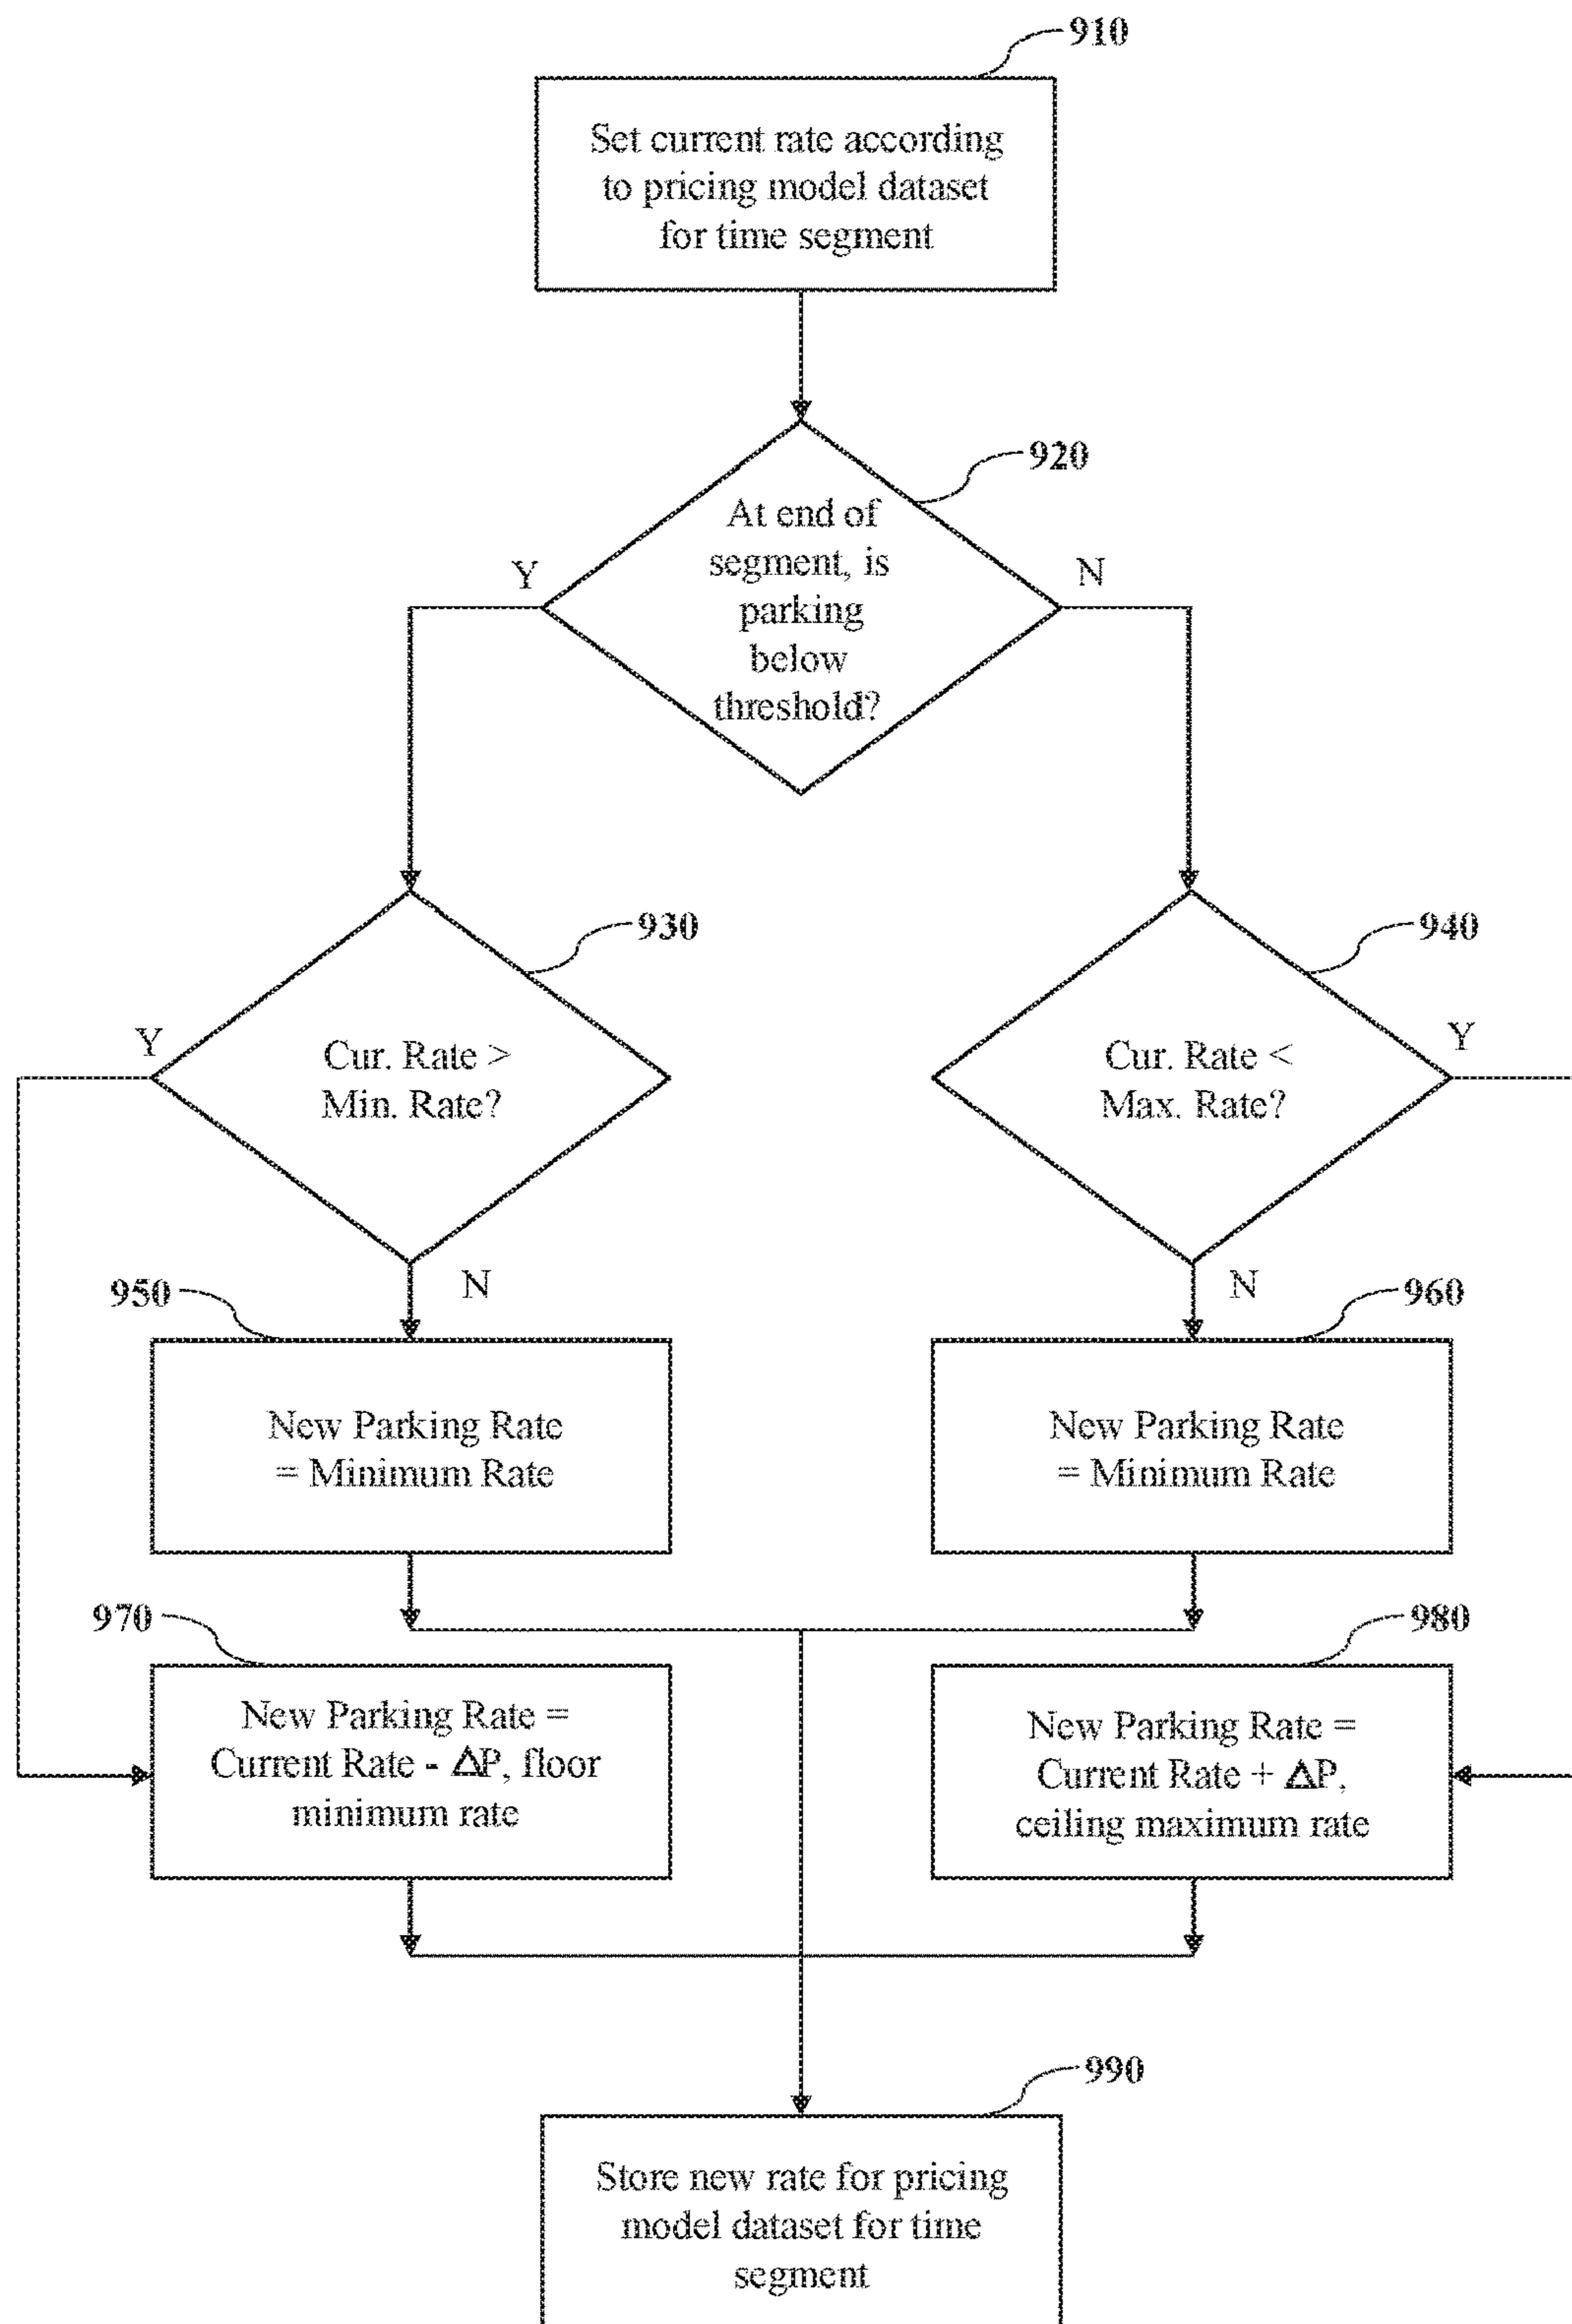 910
Set current rate according
to pricing model dataset
for time segment
920
At end of
segment, is
parking
below
threshold?
Y
N
930
940
Y
Cur. Rate >
Min. Rate?
Cur. Rate <
Max. Rate?
Y
N
N
950
960
New Parking Rate
= Minimum Rate
New Parking Rate
= Minimum Rate
970
980
New Parking Rate =
Current Rate - ΔP, floor
minimum rate
New Parking Rate =
Current Rate + ΔP,
ceiling maximum rate
990
Store new rate for pricing
model dataset for time
segment